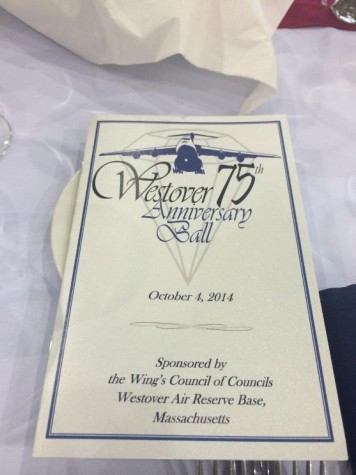 Westover 75th
Anniversary
Ball
October 4, 2014
Sponsored by
the Wing's Council of Councils
Westover Air Reserve Base,
Massachusetts